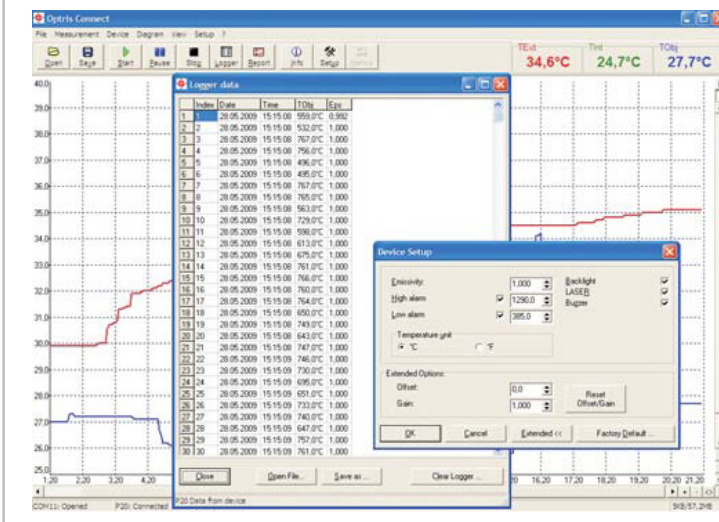 Optris Connect
File Measurement Device Diagram View Setup ?
Open Save Start Pause Stop Logger Report Info Setup
TExt TInt TObj
34,6°C 24,7°C 27,7°C
40,0
39,0
38,0
37,0
36,0
35,0
34,0
33,0
32,0
31,0
30,0
29,0
28,0
27,0
26,0
25,0
1,20 2,20 3,20 4,20
16,20 17,20 18,20 19,20 20,20 21,20
COM11: Opened P20: Connected
5KB/57,2MB
Logger data
Index Date Time TObj Eps
1 1 28.05.2009 15:15:08 559,0°C 0,992
2 2 28.05.2009 15:15:08 532,0°C 1,000
3 3 28.05.2009 15:15:08 767,0°C 1,000
4 4 28.05.2009 15:15:08 756,0°C 1,000
5 5 28.05.2009 15:15:08 496,0°C 1,000
6 6 28.05.2009 15:15:08 495,0°C 1,000
7 7 28.05.2009 15:15:08 767,0°C 1,000
8 8 28.05.2009 15:15:08 765,0°C 1,000
9 9 28.05.2009 15:15:08 563,0°C 1,000
10 10 28.05.2009 15:15:08 729,0°C 1,000
11 11 28.05.2009 15:15:08 598,0°C 1,000
12 12 28.05.2009 15:15:08 613,0°C 1,000
13 13 28.05.2009 15:15:08 675,0°C 1,000
14 14 28.05.2009 15:15:08 761,0°C 1,000
15 15 28.05.2009 15:15:08 766,0°C 1,000
16 16 28.05.2009 15:15:08 760,0°C 1,000
17 17 28.05.2009 15:15:08 764,0°C 1,000
18 18 28.05.2009 15:15:08 650,0°C 1,000
19 19 28.05.2009 15:15:08 749,0°C 1,000
20 20 28.05.2009 15:15:08 643,0°C 1,000
21 21 28.05.2009 15:15:08 747,0°C 1,000
22 22 28.05.2009 15:15:09 746,0°C 1,000
23 23 28.05.2009 15:15:09 730,0°C 1,000
24 24 28.05.2009 15:15:09 695,0°C 1,000
25 25 28.05.2009 15:15:09 651,0°C 1,000
26 26 28.05.2009 15:15:09 733,0°C 1,000
27 27 28.05.2009 15:15:09 740,0°C 1,000
28 28 28.05.2009 15:15:09 647,0°C 1,000
29 29 28.05.2009 15:15:09 757,0°C 1,000
30 30 28.05.2009 15:15:09 761,0°C 1,000
Close Open File... Save as ... Clear Logger ...
P20 Data from device
Device Setup
Emissivity: 1,000 Backlight
High alarm 1290,0 LASER
Low alarm 385,0 Buzzer
Temperature unit
°C °F
Extended Options:
Offset: 0,0 Reset
Gain: 1,000 Offset/Gain
OK Cancel Extended << Factory Default ...